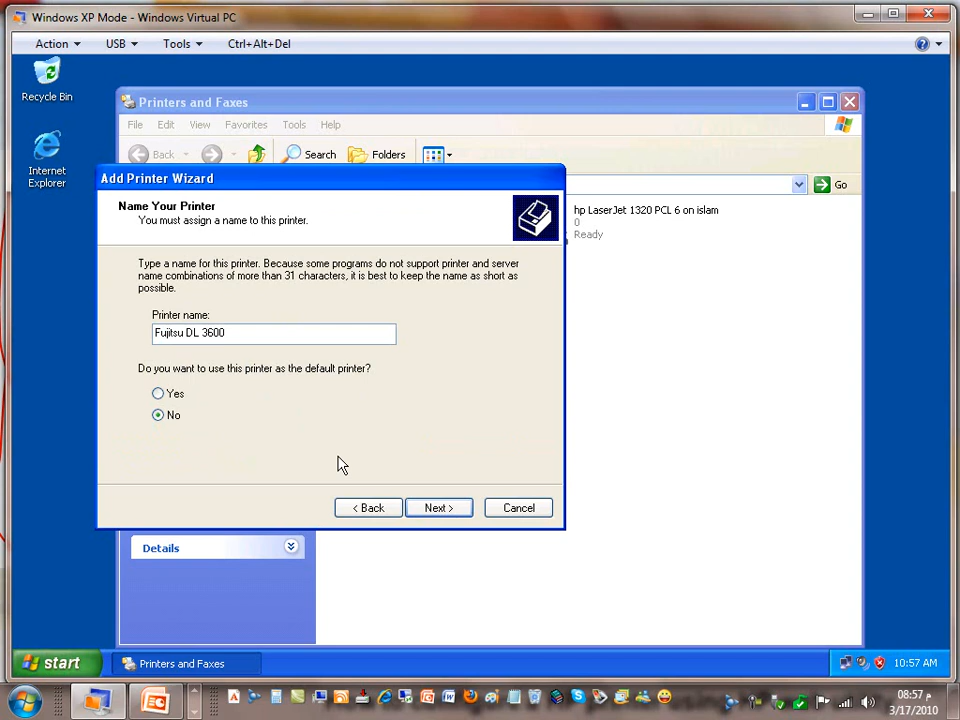 Windows XP Mode - Windows Virtual PC
Action USB Tools Ctrl+Alt+Del
Recycle Bin
Internet
Explorer
Printers and Faxes
File Edit View Favorites Tools Help
Back Search Folders
Go
hp LaserJet 1320 PCL 6 on islam
0
Ready
Add Printer Wizard
Name Your Printer
You must assign a name to this printer.
Type a name for this printer. Because some programs do not support printer and server
name combinations of more than 31 characters, it is best to keep the name as short as
possible.
Printer name:
Fujitsu DL 3600
Do you want to use this printer as the default printer?
Yes
No
< Back Next > Cancel
Details
start Printers and Faxes 10:57 AM
08:57 م
3/17/2010